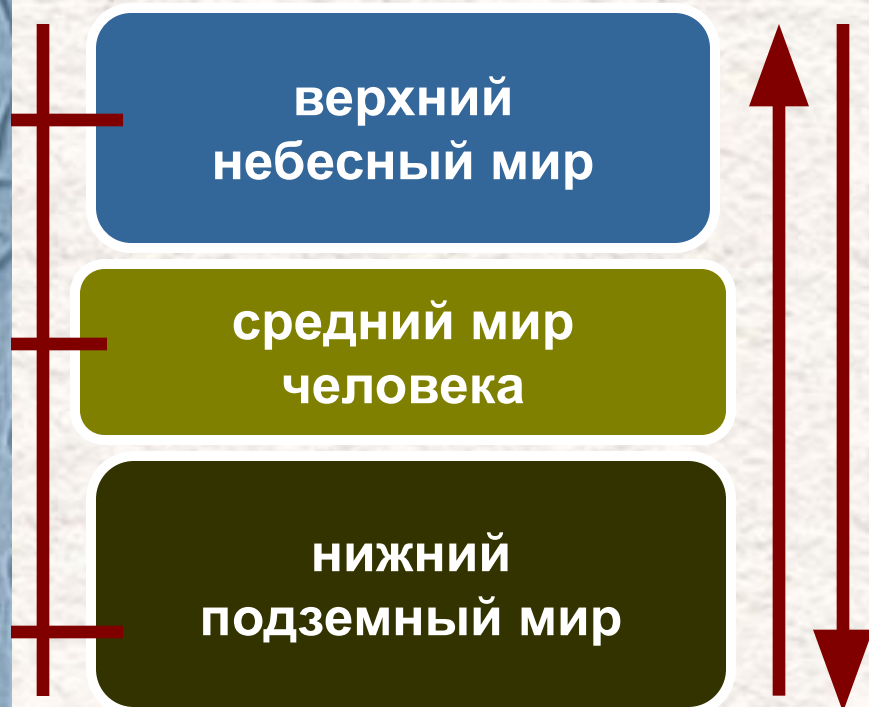 верхний
небесный мир
средний мир
человека
нижний
подземный мир